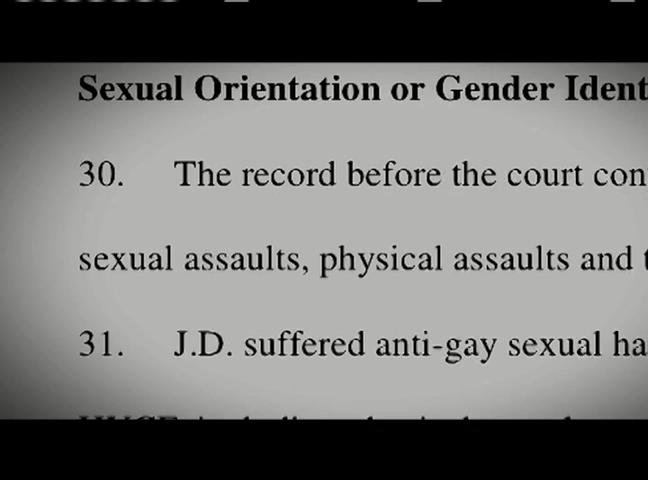 Sexual Orientation or Gender Ident
30. The record before the court con
sexual assaults, physical assaults and t
31. J.D. suffered anti-gay sexual ha